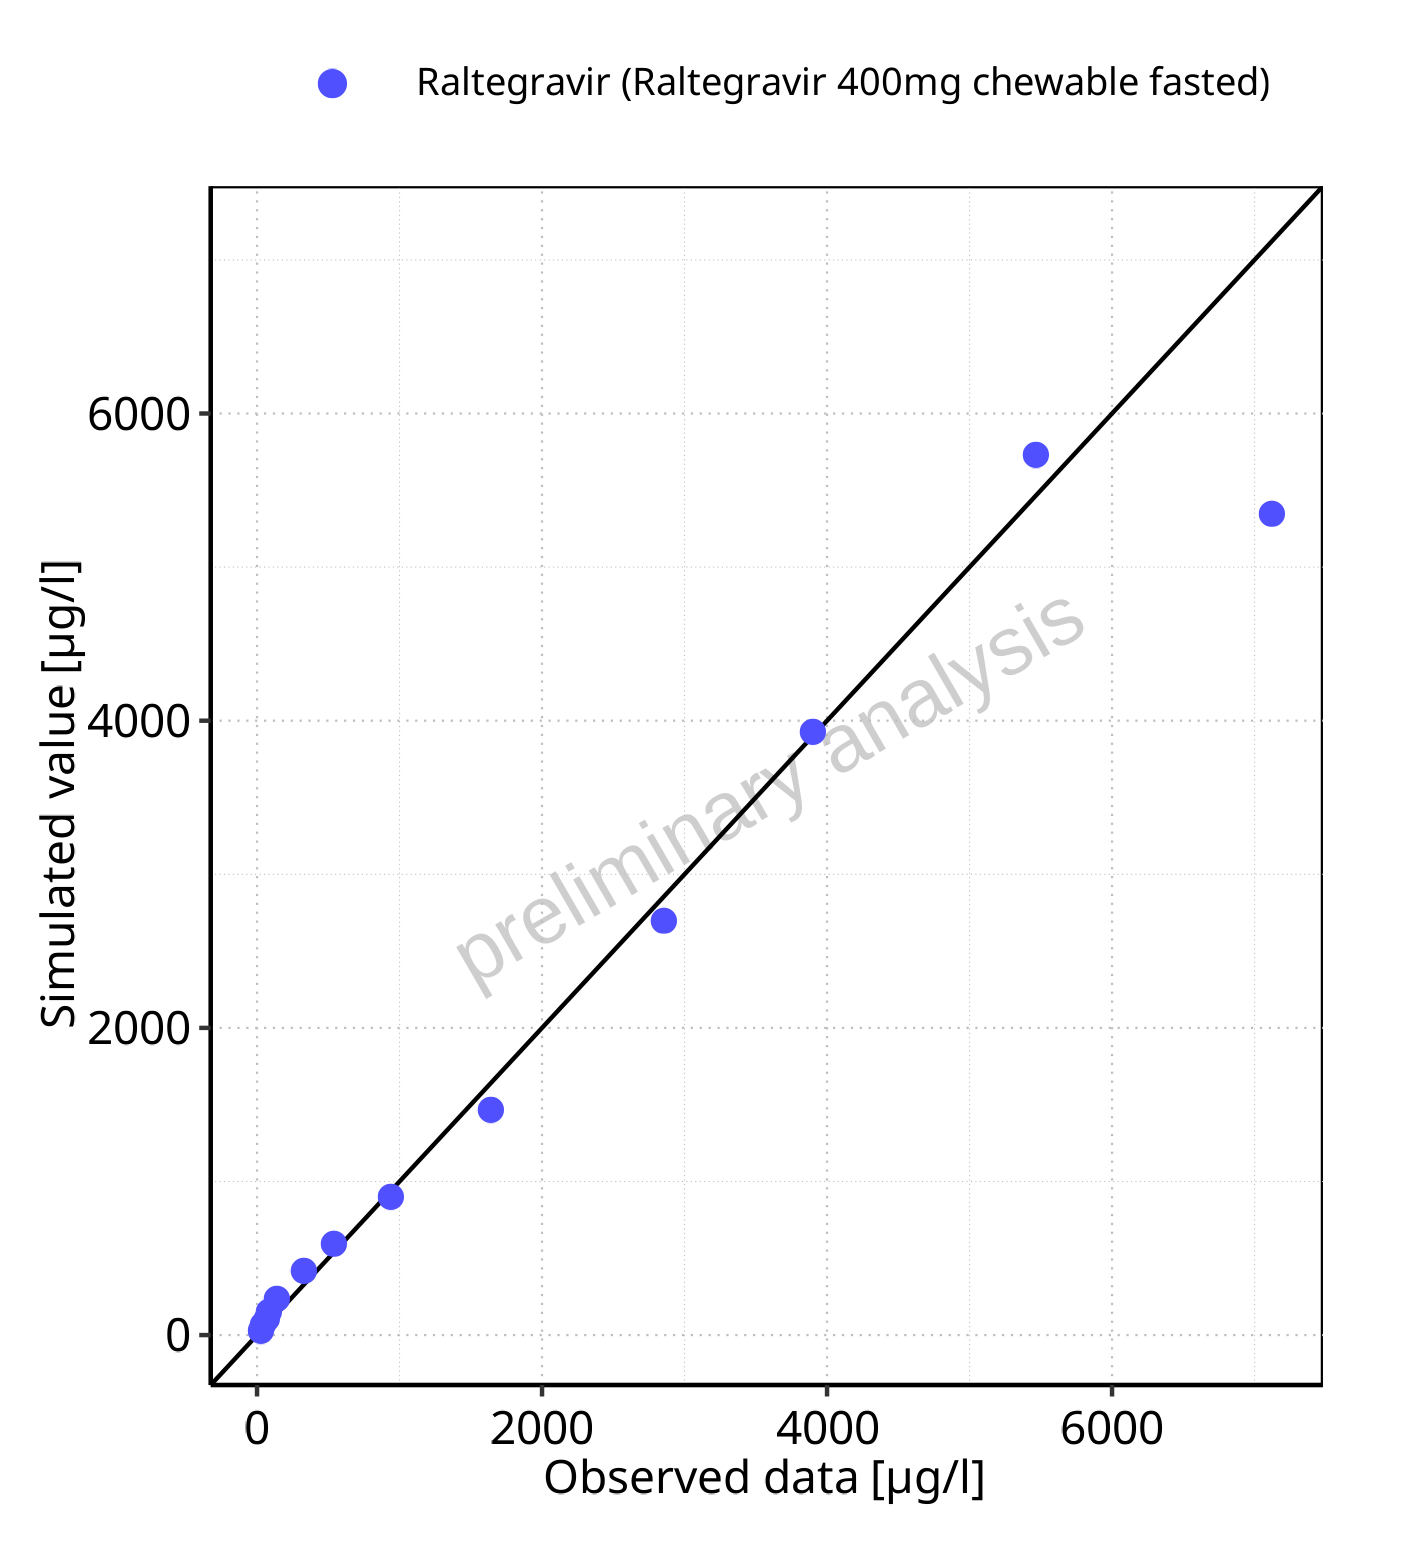 Raltegravir (Raltegravir 400mg chewable fasted)
6000
4000
2000
0
Simulated value [µg/l]
preliminary analysis
0 2000 4000 6000
Observed data [µg/l]